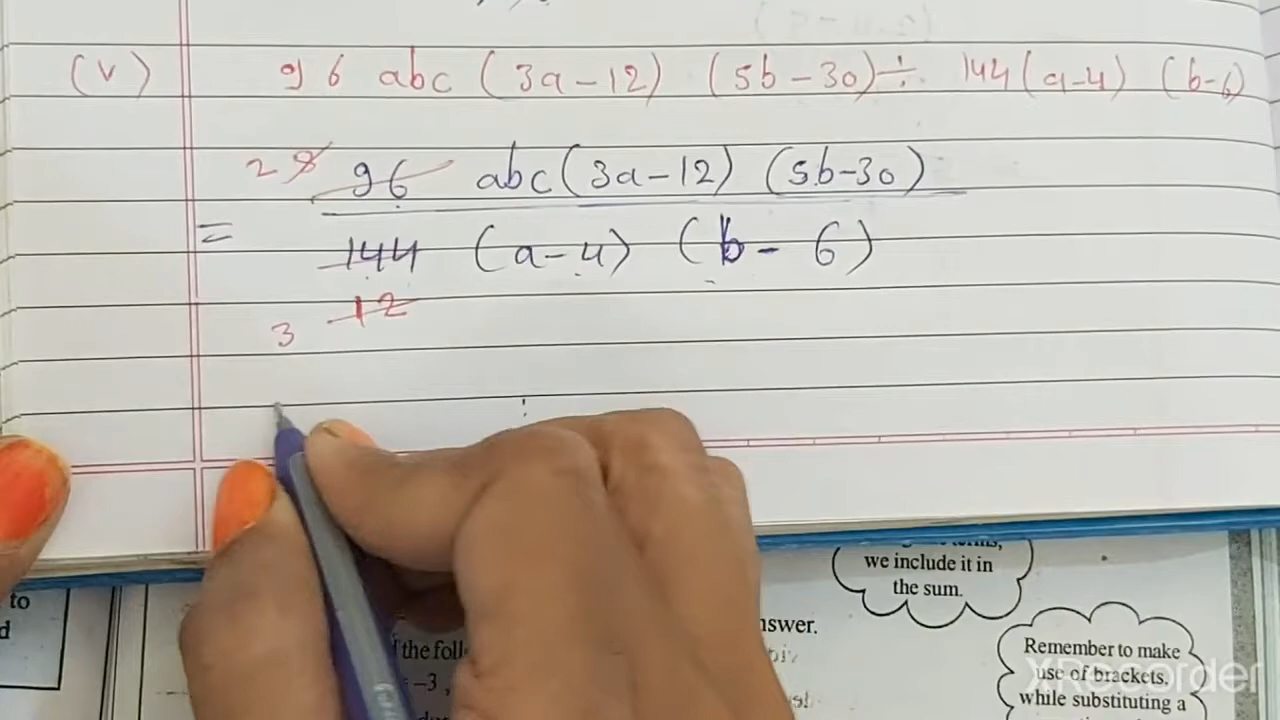 (v) 96 abc (3a-12) (5b-30) ÷ 144(a-4) (b-6)
2 8 96 abc (3a-12) (5b-30)
=
144 (a-4) (b-6)
12
3
we include it in
the sum.
to
nswer.
the foll
Remember to make
-3,
use of brackets,
XRecorder
while substituting a